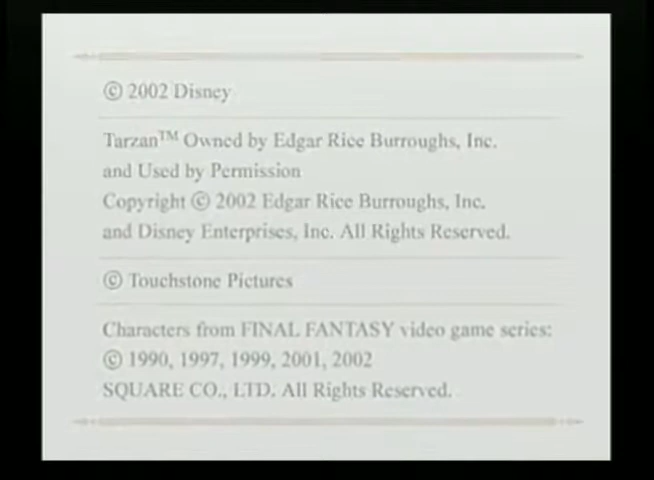 © 2002 Disney
Tarzan™ Owned by Edgar Rice Burroughs, Inc.
and Used by Permission
Copyright © 2002 Edgar Rice Burroughs, Inc.
and Disney Enterprises, Inc. All Rights Reserved.
© Touchstone Pictures
Characters from FINAL FANTASY video game series:
© 1990, 1997, 1999, 2001, 2002
SQUARE CO., LTD. All Rights Reserved.